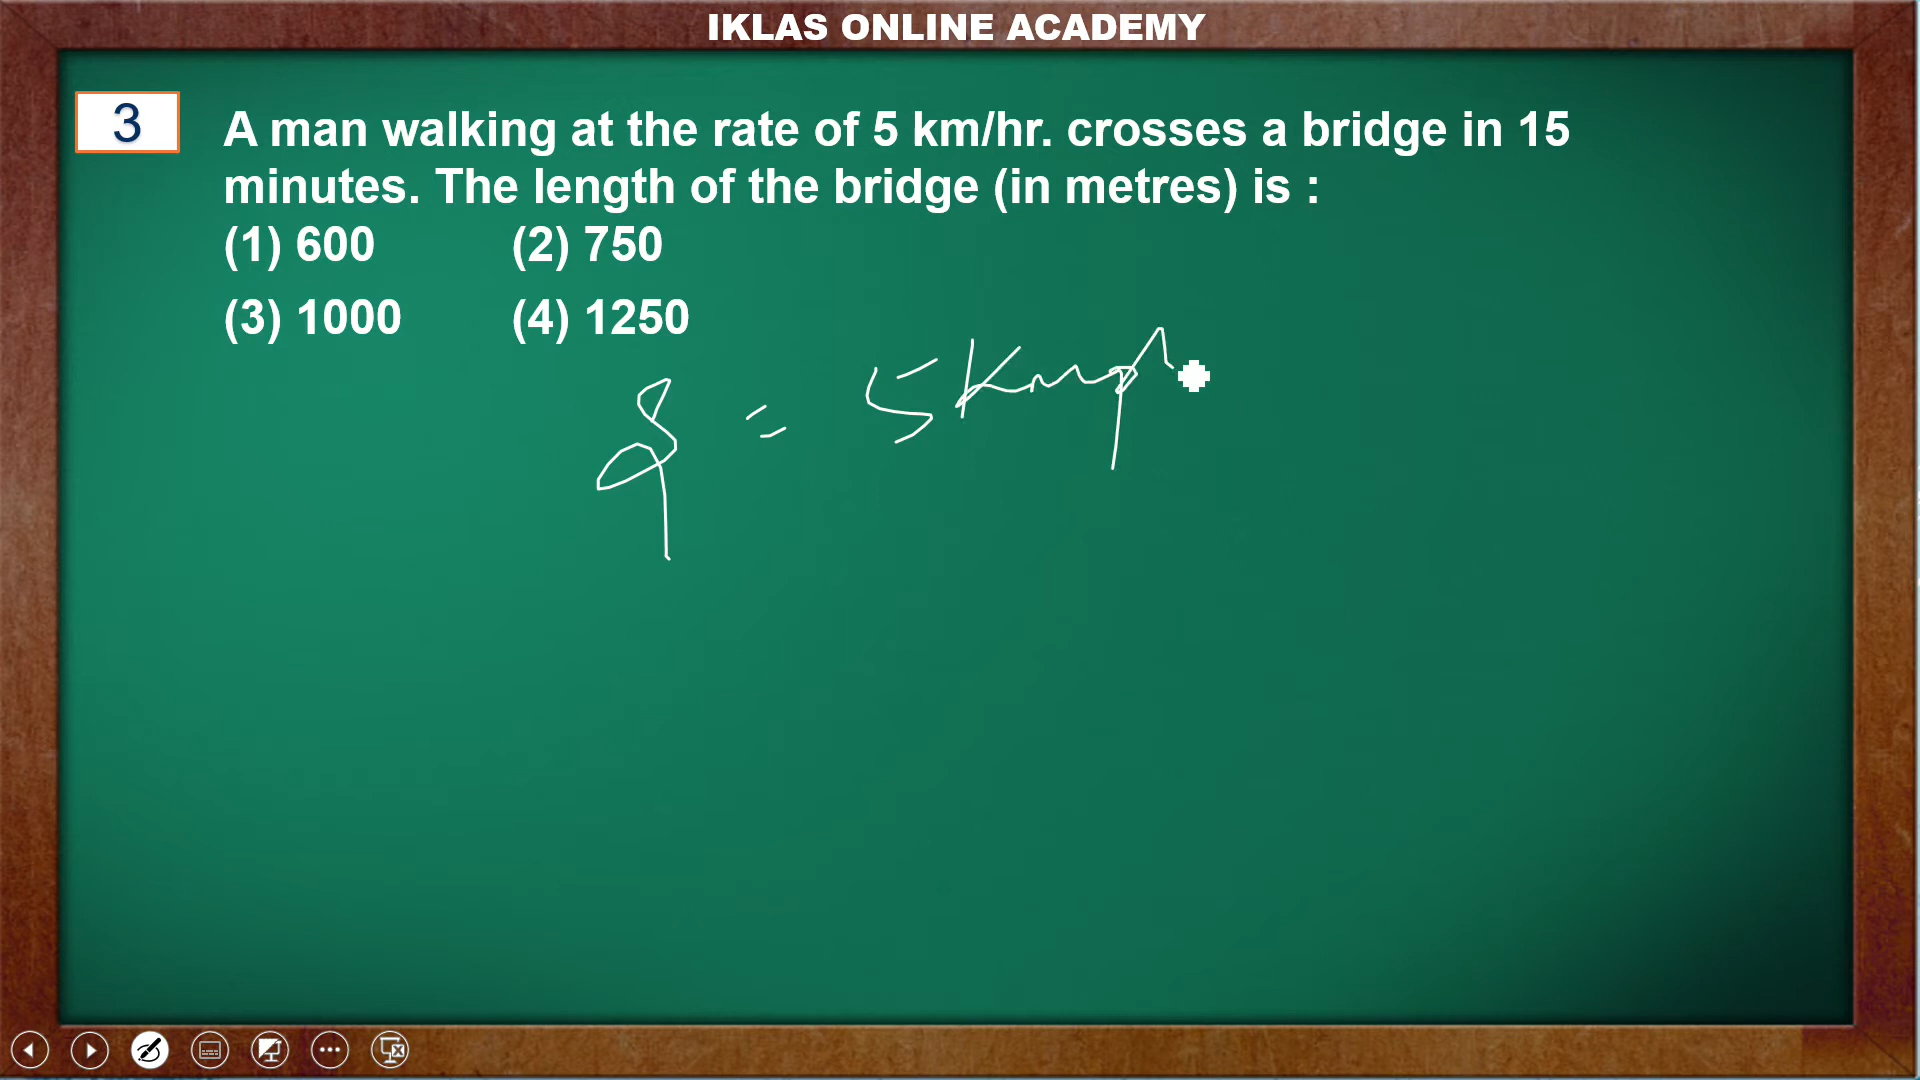 IKLAS ONLINE ACADEMY
3
A man walking at the rate of 5 km/hr. crosses a bridge in 15
minutes. The length of the bridge (in metres) is :
(1) 600 (2) 750
(3) 1000 (4) 1250
= 5 Kmph